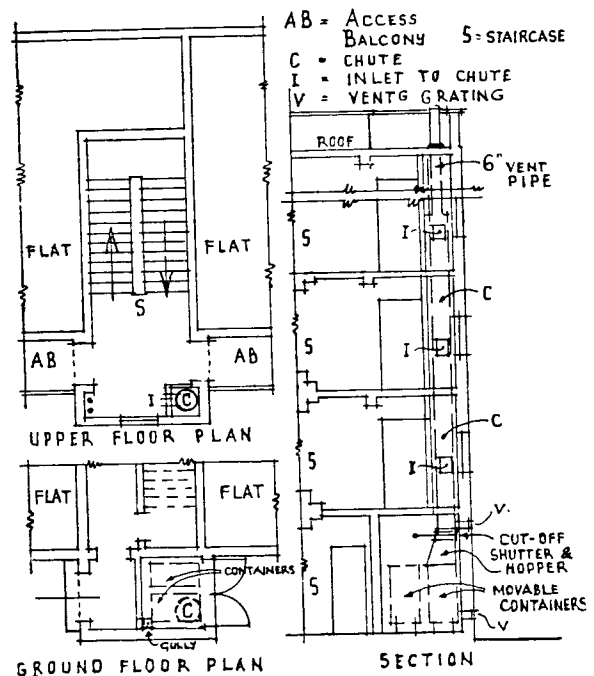 AB = ACCESS
BALCONY S = STAIRCASE
C = CHUTE
I = INLET TO CHUTE
V = VENTG GRATING
FLAT
FLAT
S
AB
AB
I
C
UPPER FLOOR PLAN
FLAT
FLAT
CONTAINERS
C
GULLY
GROUND FLOOR PLAN
ROOF
6" VENT
PIPE
S
I
C
S
I
C
S
I
V.
CUT-OFF
SHUTTER &
HOPPER
S
MOVABLE
CONTAINERS
V
SECTION